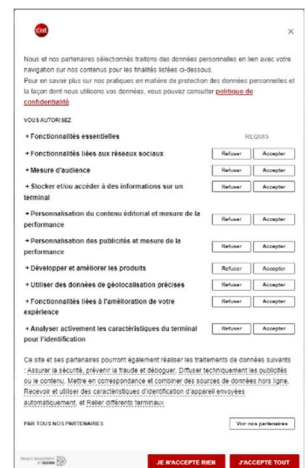 ×
Nous et nos partenaires sélectionnés traitons des données personnelles en lien avec votre
navigation sur nos contenus pour les finalités listées ci-dessous.
Pour en savoir plus sur nos pratiques en matière de protection des données personnelles et
la façon dont nous utilisons vos données, vous pouvez consulter politique de
confidentialité
VOUS AUTORISEZ
+ Fonctionnalités essentielles REQUIS
+ Fonctionnalités liées aux réseaux sociaux Refuser Accepter
+ Mesure d'audience Refuser Accepter
+ Stocker et/ou accéder à des informations sur un
terminal Refuser Accepter
+ Personnalisation du contenu éditorial et mesure de la
performance Refuser Accepter
+ Personnalisation des publicités et mesure de la
performance Refuser Accepter
+ Développer et améliorer les produits Refuser Accepter
+ Utiliser des données de géolocalisation précises Refuser Accepter
+ Fonctionnalités liées à l'amélioration de votre
expérience Refuser Accepter
+ Analyser activement les caractéristiques du terminal
pour l'identification Refuser Accepter
Ce site et ses partenaires pourront également réaliser les traitements de données suivants
: Assurer la sécurité, prévenir la fraude et déboguer, Diffuser techniquement les publicités
ou le contenu, Mettre en correspondance et combiner des sources de données hors ligne,
Recevoir et utiliser des caractéristiques d'identification d'appareil envoyées
automatiquement, et Relier différents terminaux.
PAR TOUS NOS PARTENAIRES Voir nos partenaires
JE N'ACCEPTE RIEN J'ACCEPTE TOUT